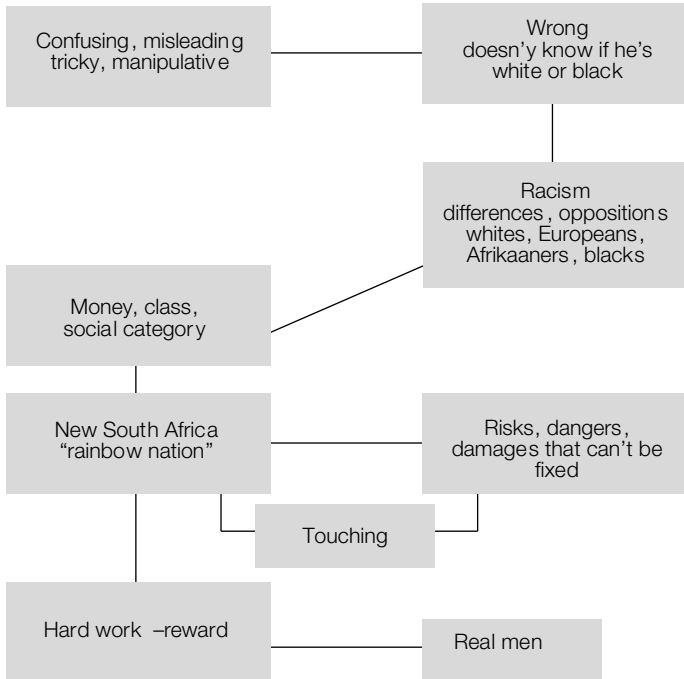 Confusing, misleading
tricky, manipulative
Wrong
doesn'y know if he's
white or black
Racism
differences, oppositions
whites, Europeans,
Afrikaaners, blacks
Money, class,
social category
New South Africa
“rainbow nation”
Risks, dangers,
damages that can't be
fixed
Touching
Hard work –reward
Real men